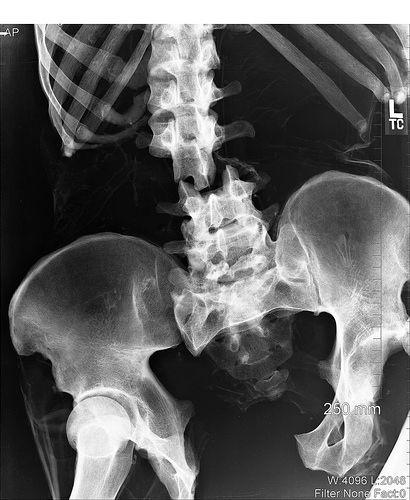 AP
L
TC
250 mm
W 4096 L:2048
Filter:None Fact:0